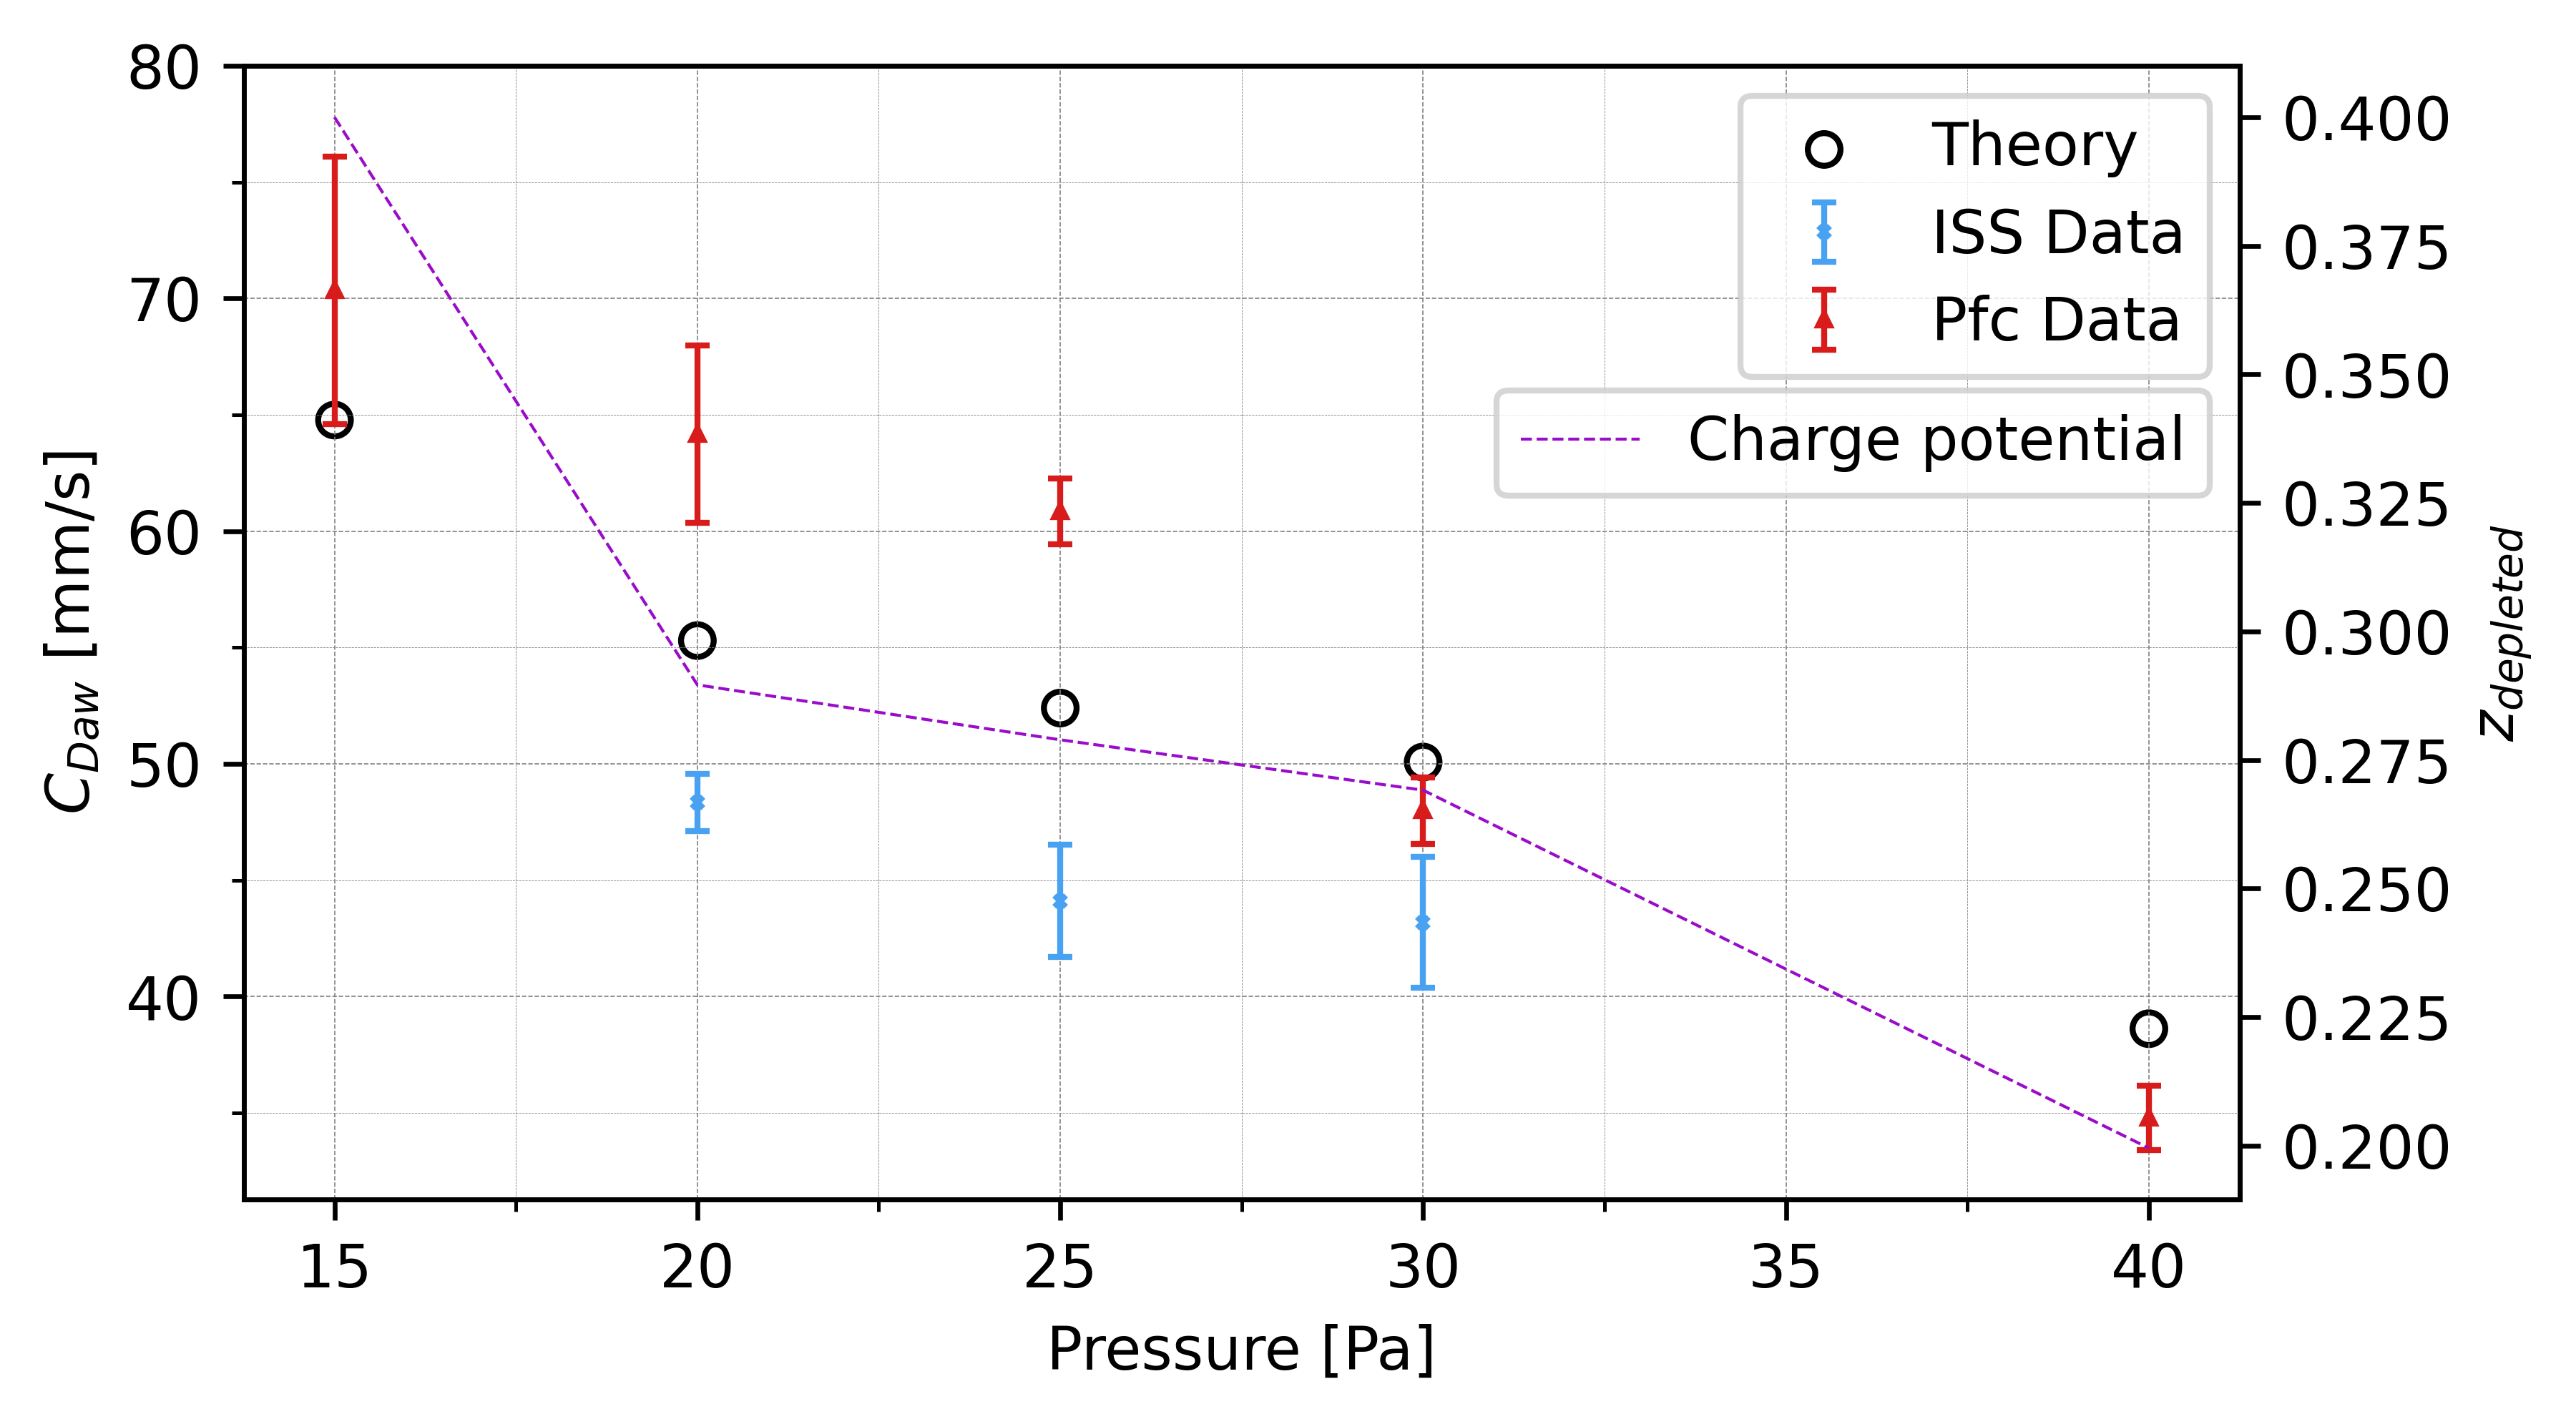 80
70
60
50
40
C_Daw [mm/s]
Theory
ISS Data
Pfc Data
Charge potential
0.400
0.375
0.350
0.325
0.300
0.275
0.250
0.225
0.200
z_depleted
15 20 25 30 35 40
Pressure [Pa]